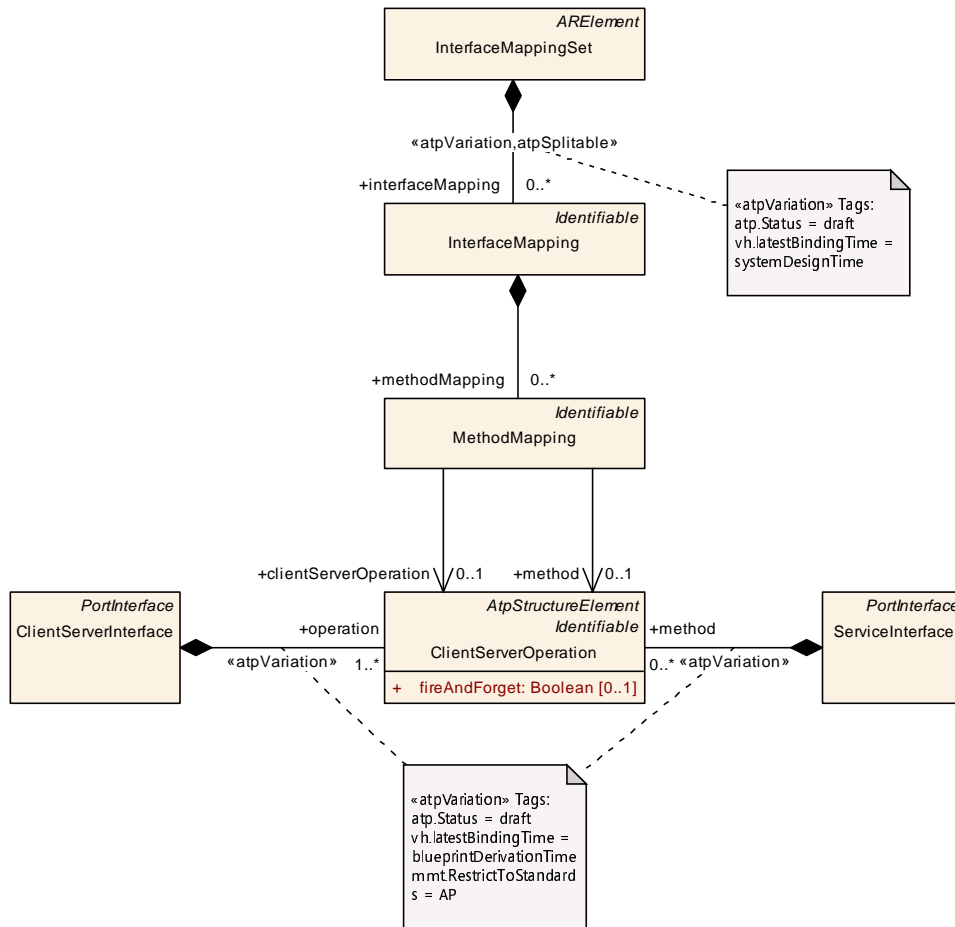 ARElement
InterfaceMappingSet
«atpVariation,atpSplitable»
+interfaceMapping 0..*
«atpVariation» Tags:
atp.Status = draft
vh.latestBindingTime =
systemDesignTime
Identifiable
InterfaceMapping
+methodMapping 0..*
Identifiable
MethodMapping
+clientServerOperation 0..1
+method 0..1
PortInterface
ClientServerInterface
+operation
«atpVariation» 1..*
AtpStructureElement
Identifiable
ClientServerOperation
+ fireAndForget: Boolean [0..1]
+method
0..* «atpVariation»
PortInterface
ServiceInterface
«atpVariation» Tags:
atp.Status = draft
vh.latestBindingTime =
blueprintDerivationTime
mmt.RestrictToStandard
s = AP